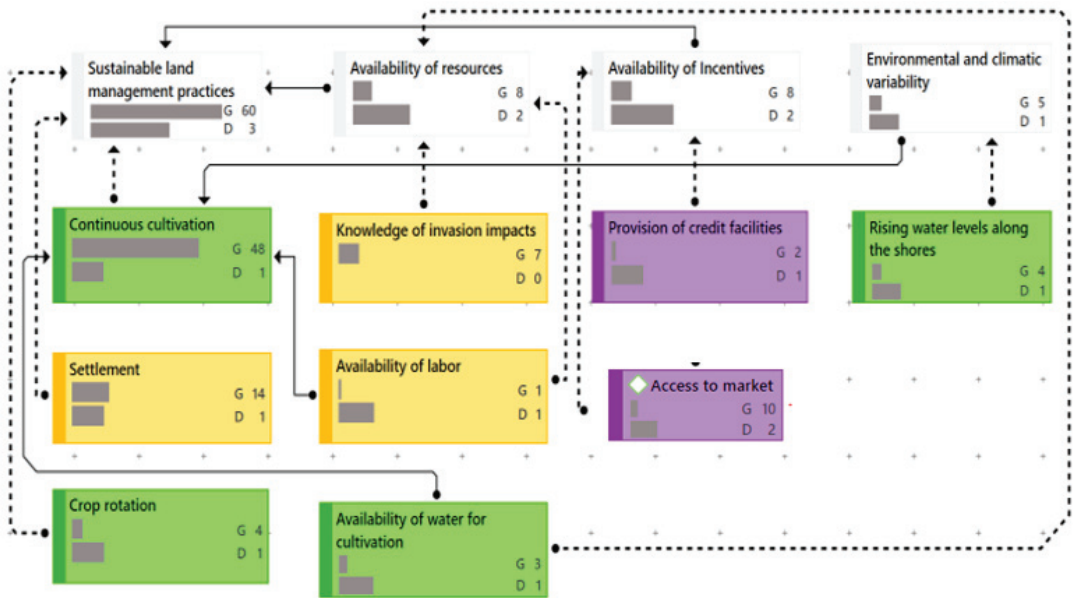 Sustainable land
management practices
G 60
D 3
Availability of resources
G 8
D 2
Availability of Incentives
G 8
D 2
Environmental and climatic
variability
G 5
D 1
Continuous cultivation
G 48
D 1
Knowledge of invasion impacts
G 7
D 0
Provision of credit facilities
G 2
D 1
Rising water levels along
the shores
G 4
D 1
Settlement
G 14
D 1
Availability of labor
G 1
D 1
Access to market
G 10
D 2
Crop rotation
G 4
D 1
Availability of water for
cultivation
G 3
D 1